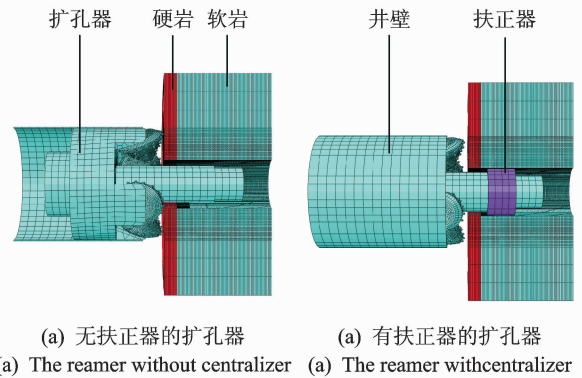 扩孔器 硬岩 软岩 井壁 扶正器
(a) 无扶正器的扩孔器 (a) 有扶正器的扩孔器
(a) The reamer without centralizer (a) The reamer withcentralizer